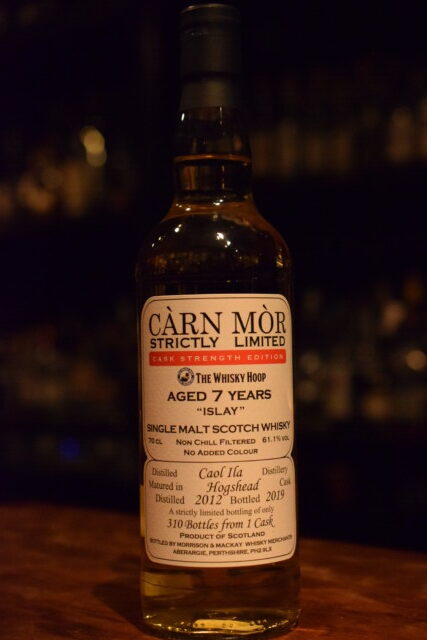 CÀRN MÒR
STRICTLY LIMITED
CASK STRENGTH EDITION
THE WHISKY HOOP
AGED 7 YEARS
"ISLAY"
SINGLE MALT SCOTCH WHISKY
70 CL NON CHILL FILTERED 61.1% VOL
NO ADDED COLOUR
Distilled Caol Ila Distillery
Matured in Hogshead Cask
Distilled 2012 Bottled 2019
A strictly limited bottling of only
310 Bottles from 1 Cask
PRODUCT OF SCOTLAND
BOTTLED BY MORRISON & MACKAY WHISKY MERCHANTS
ABERARGIE, PERTHSHIRE, PH2 9LX